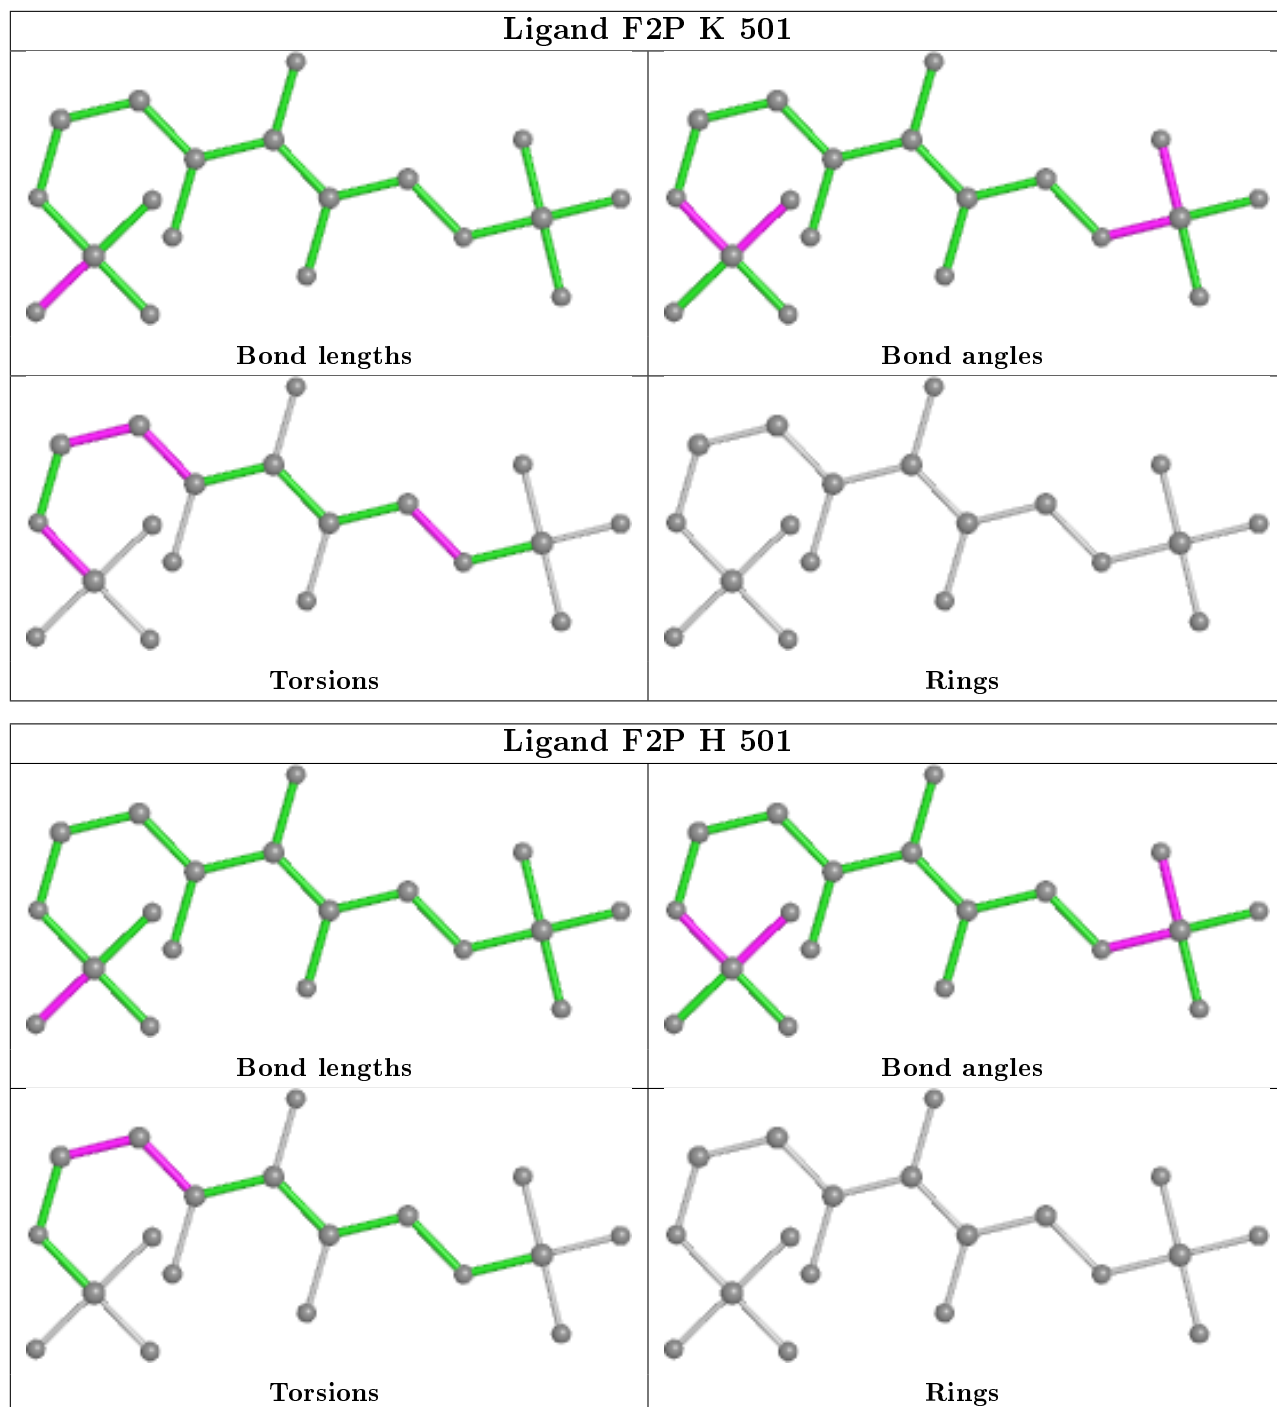 Ligand F2P K 501
Bond lengths
Bond angles
Torsions
Rings
Ligand F2P H 501
Bond lengths
Bond angles
Torsions
Rings